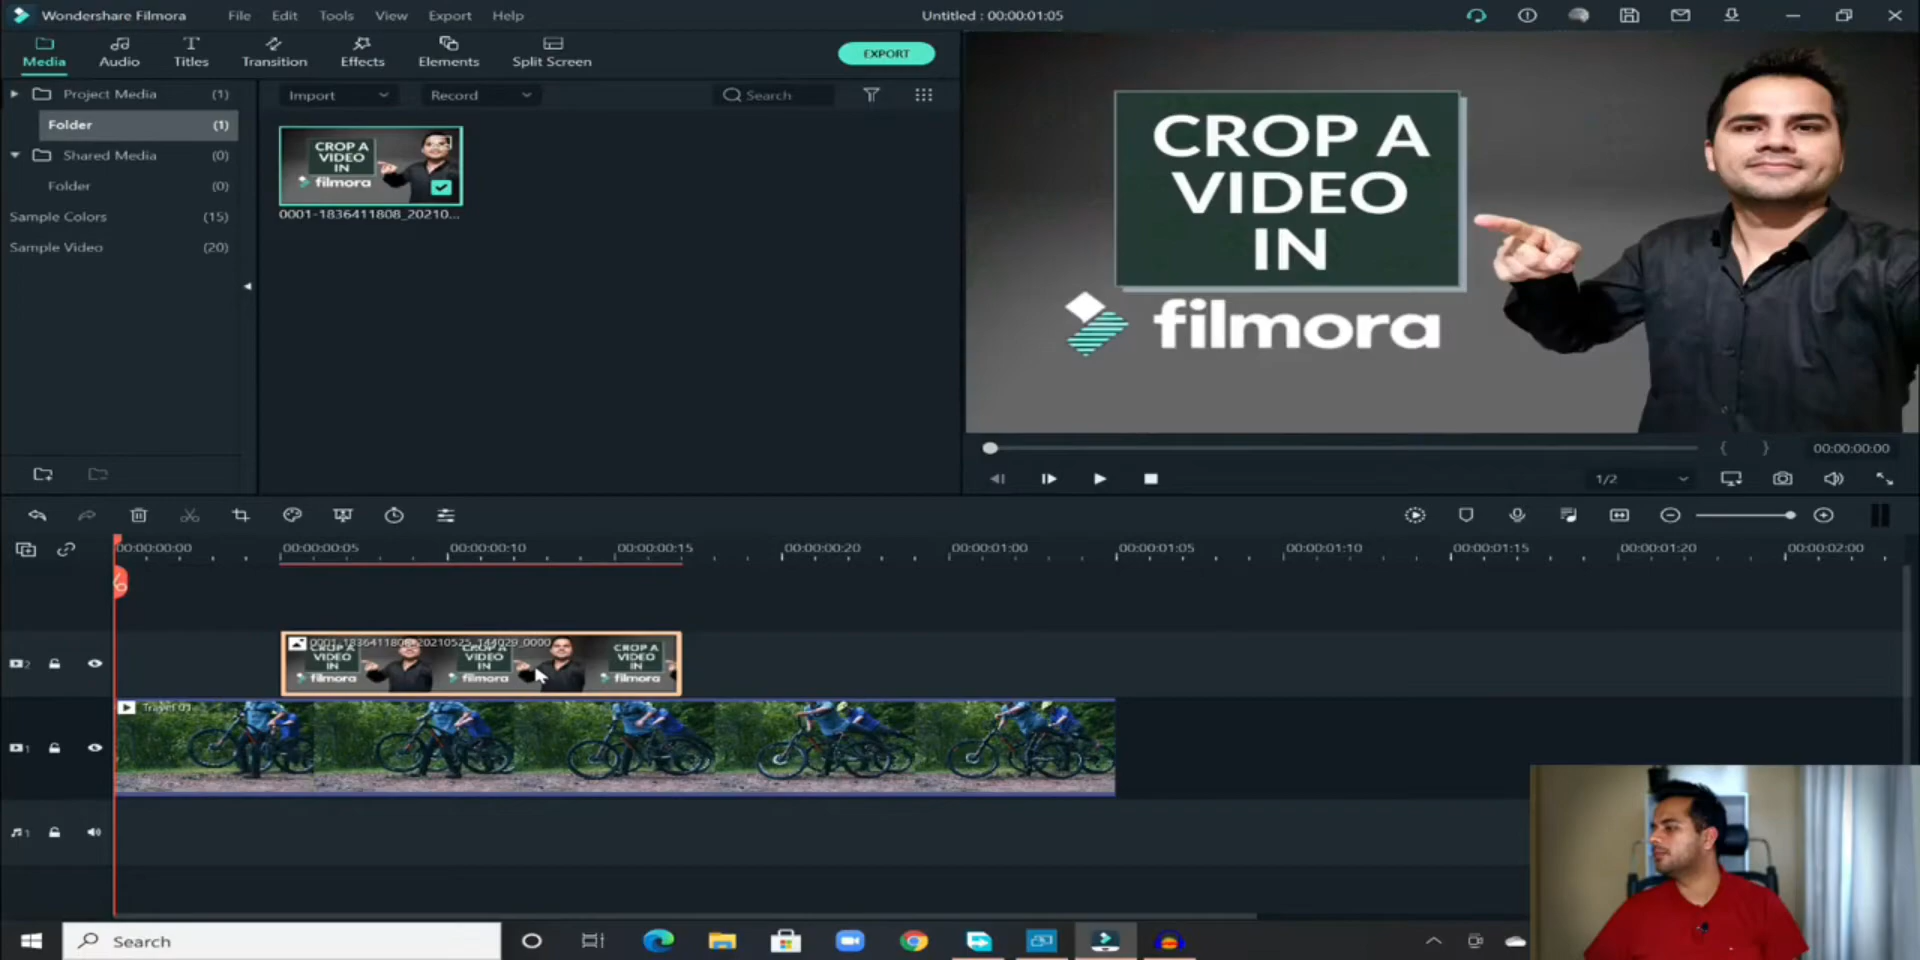 Wondershare Filmora File Edit Tools View Export Help Untitled : 00:00:01:05
Media Audio Titles Transition Effects Elements Split Screen EXPORT
Project Media (1)
Folder (1)
Shared Media (0)
Folder (0)
Sample Colors (15)
Sample Video (20)
Import Record Search
CROP A
VIDEO
IN
filmora
0001-1836411808_20210...
CROP A
VIDEO
IN
filmora
00:00:00:00
1/2
00:00:00:00 00:00:00:05 00:00:00:10 00:00:00:15 00:00:00:20 00:00:01:00 00:00:01:05 00:00:01:10 00:00:01:15 00:00:01:20 00:00:02:00
0001-1836411808_20210525_144029_0000
CROP A
VIDEO VIDEO VIDEO
IN IN IN
filmora filmora filmora
2
Travel 01
1
1
Search